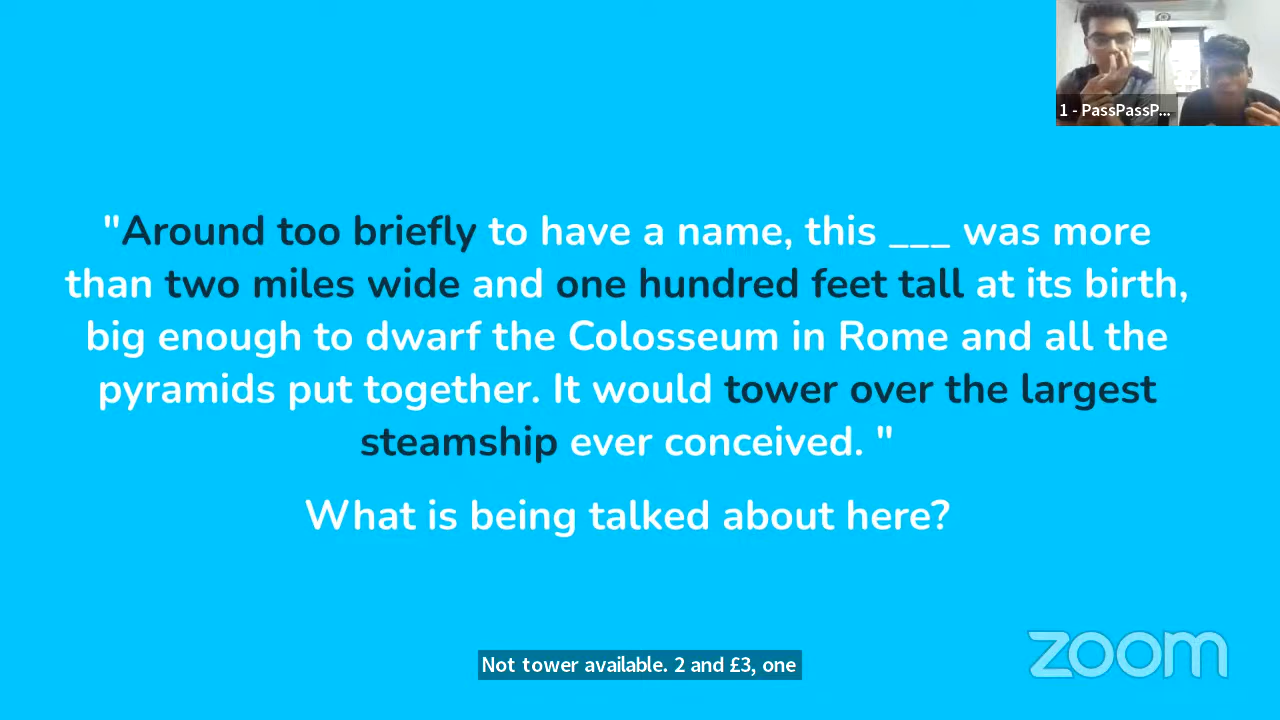 1 - PassPassP...
"Around too briefly to have a name, this ___ was more
than two miles wide and one hundred feet tall at its birth,
big enough to dwarf the Colosseum in Rome and all the
pyramids put together. It would tower over the largest
steamship ever conceived. "
What is being talked about here?
Not tower available. 2 and £3, one
zoom